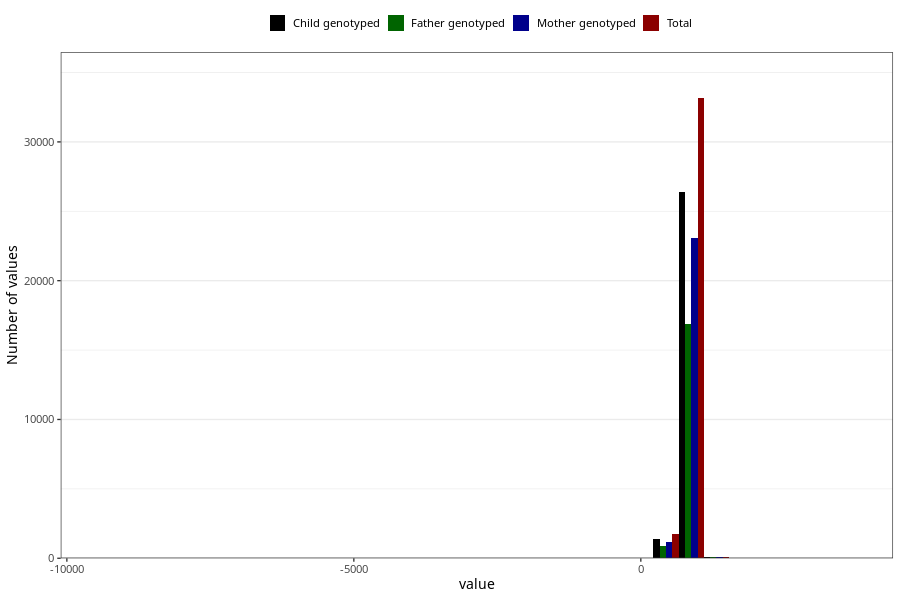 Child genotyped Father genotyped Mother genotyped Total
Number of values
30000
20000
10000
0
-10000 -5000 0
value